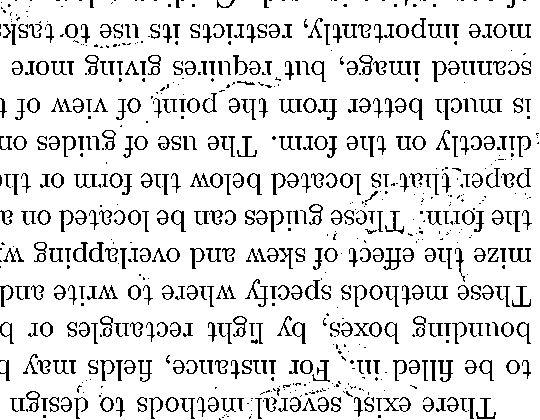 There exist several methods to design
to be filled in. For instance, fields may b
bounding boxes, by light rectangles or b
These methods specify where to write and
mize the effect of skew and overlapping w
the form. These guides can be located on a
paper that is located below the form or the
directly on the form. The use of guides on
is much better from the point of view of t
scanned image, but requires giving more
more importantly, restricts its use to tasks